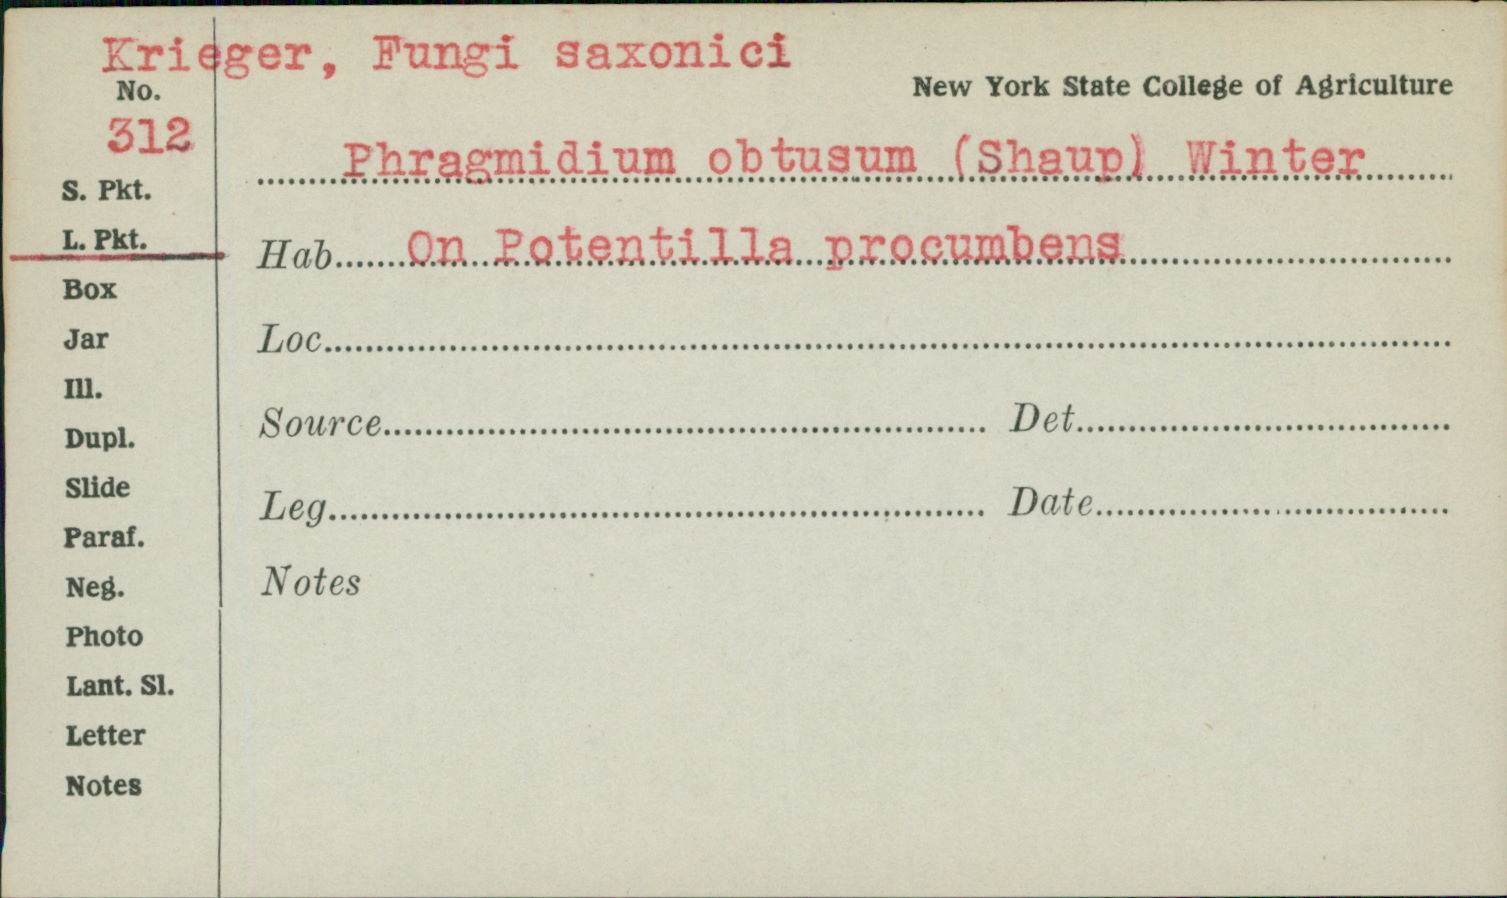 Krieger, Fungi saxonici
No.
New York State College of Agriculture
312
Phragmidium obtusum (Shaup) Winter
S. Pkt.
L. Pkt.
Hab. On Potentilla procumbens
Box
Jar
Loc.
Ill.
Source
Det.
Dupl.
Slide
Leg.
Date
Paraf.
Neg.
Notes
Photo
Lant. Sl.
Letter
Notes